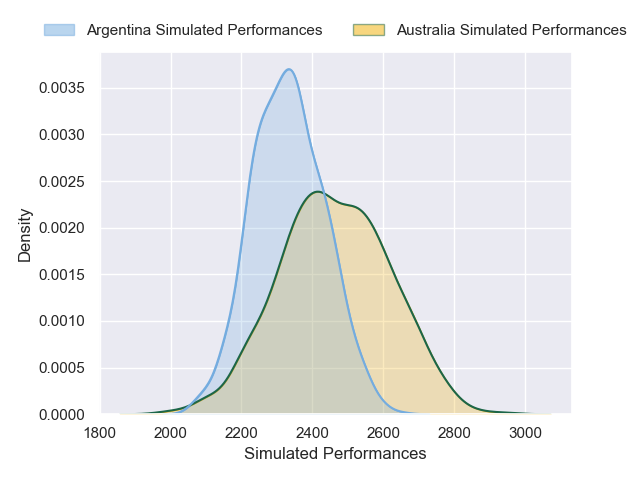 Argentina Simulated Performances Australia Simulated Performances
0.0035
0.0030
0.0025
0.0020
0.0015
0.0010
0.0005
0.0000
Density
1800 2000 2200 2400 2600 2800 3000
Simulated Performances